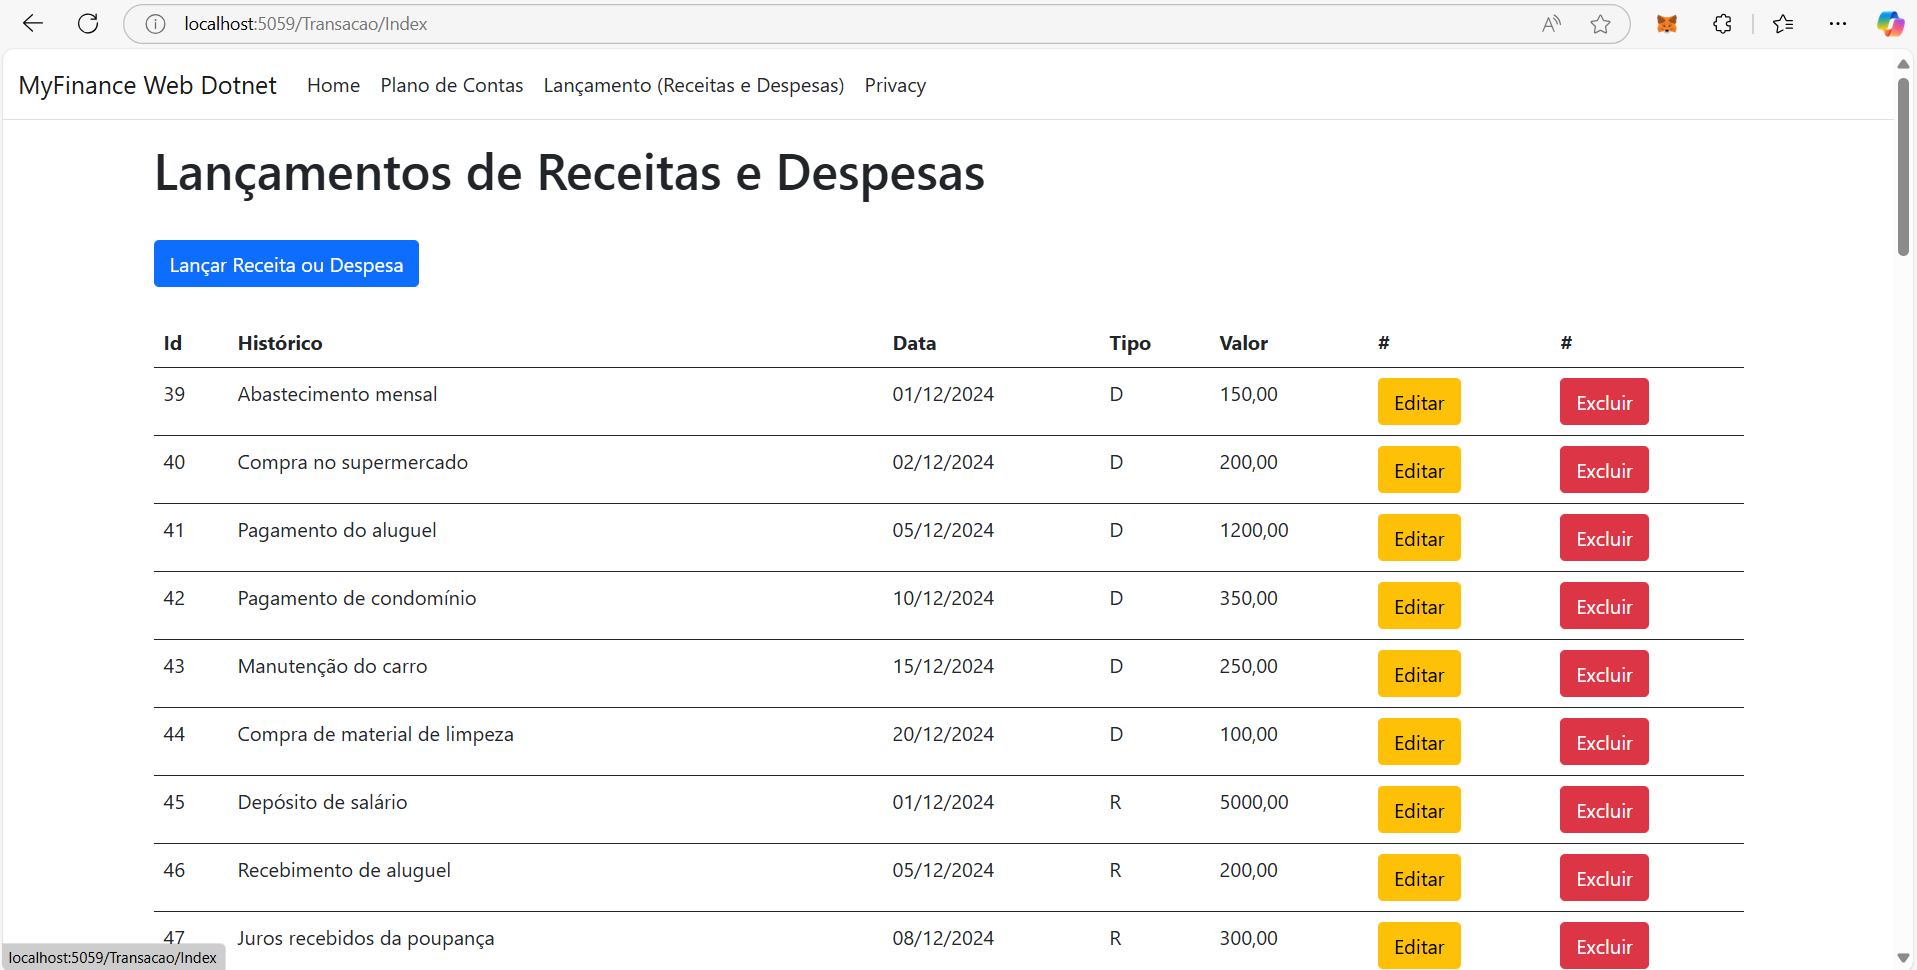 localhost:5059/Transacao/Index
MyFinance Web Dotnet Home Plano de Contas Lançamento (Receitas e Despesas) Privacy
Lançamentos de Receitas e Despesas
Lançar Receita ou Despesa
Id Histórico Data Tipo Valor # #
39 Abastecimento mensal 01/12/2024 D 150,00 Editar Excluir
40 Compra no supermercado 02/12/2024 D 200,00 Editar Excluir
41 Pagamento do aluguel 05/12/2024 D 1200,00 Editar Excluir
42 Pagamento de condomínio 10/12/2024 D 350,00 Editar Excluir
43 Manutenção do carro 15/12/2024 D 250,00 Editar Excluir
44 Compra de material de limpeza 20/12/2024 D 100,00 Editar Excluir
45 Depósito de salário 01/12/2024 R 5000,00 Editar Excluir
46 Recebimento de aluguel 05/12/2024 R 200,00 Editar Excluir
47 Juros recebidos da poupança 08/12/2024 R 300,00 Editar Excluir
localhost:5059/Transacao/Index